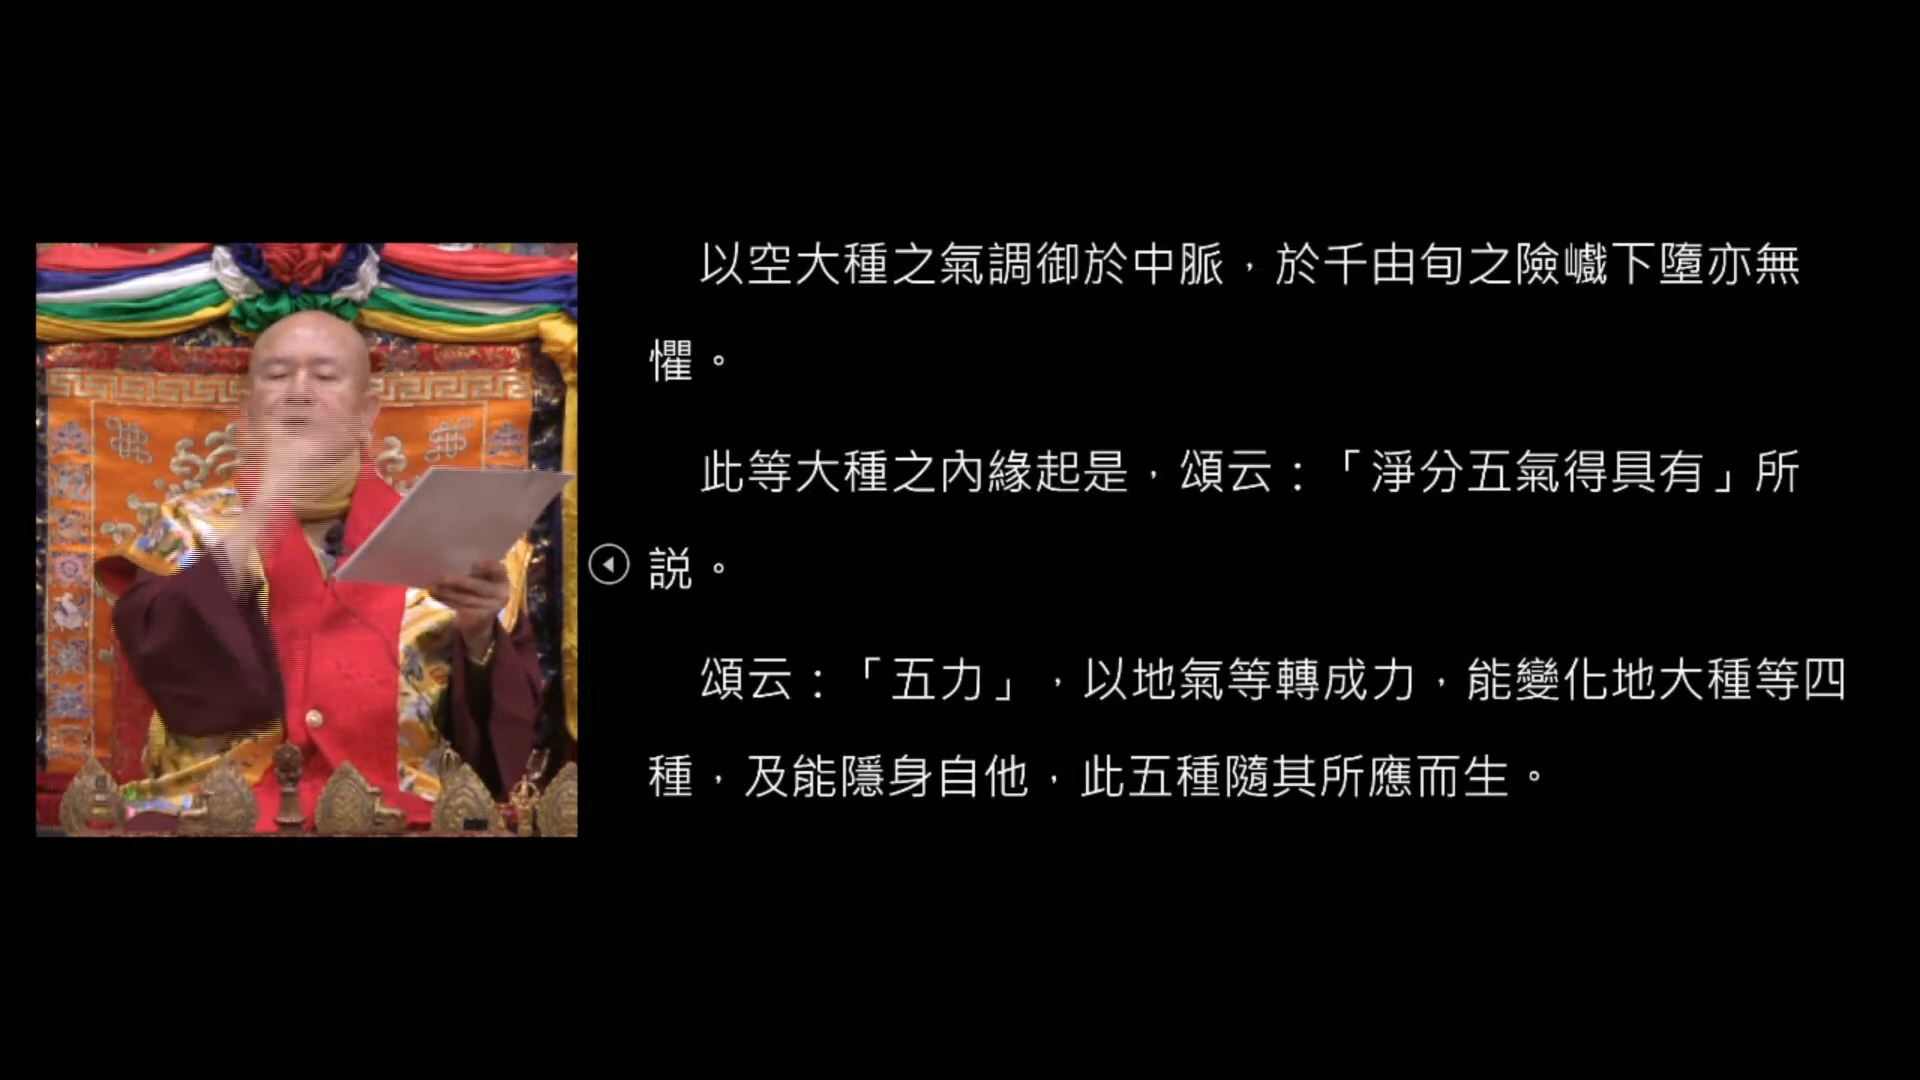 以空大種之氣調御於中脈，於千由旬之險巇下墮亦無
懼。
此等大種之內緣起是，頌云：「淨分五氣得具有」所
説。
頌云：「五力」，以地氣等轉成力，能變化地大種等四
種，及能隱身自他，此五種隨其所應而生。